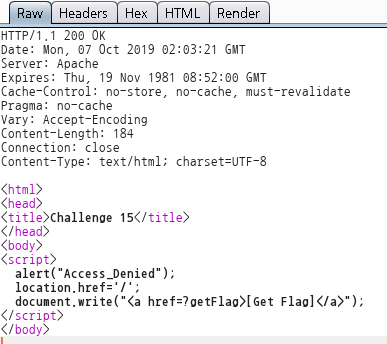 Raw Headers Hex HTML Render
HTTP/1.1 200 OK
Date: Mon, 07 Oct 2019 02:03:21 GMT
Server: Apache
Expires: Thu, 19 Nov 1981 08:52:00 GMT
Cache-Control: no-store, no-cache, must-revalidate
Pragma: no-cache
Vary: Accept-Encoding
Content-Length: 184
Connection: close
Content-Type: text/html; charset=UTF-8

<html>
<head>
<title>Challenge 15</title>
</head>
<body>
<script>
  alert("Access_Denied");
  location.href='/';
  document.write("<a href=?getFlag>[Get Flag]</a>");
</script>
</body>